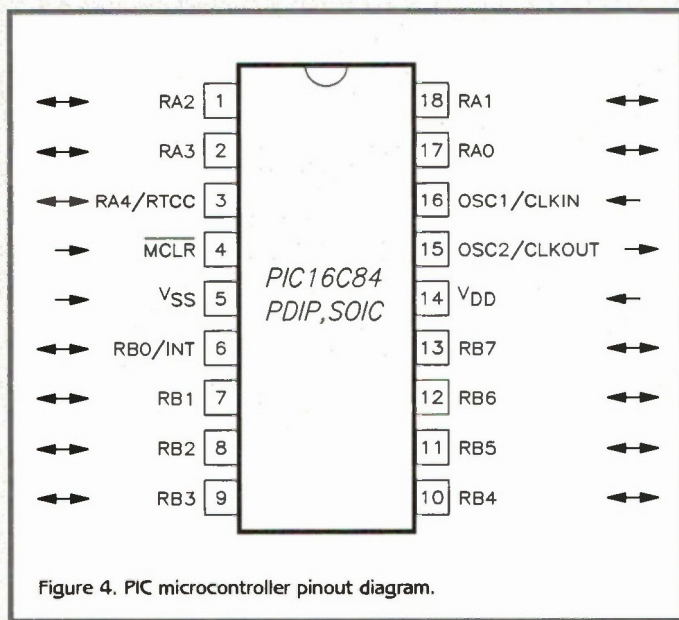 RA2 1 18 RA1
RA3 2 17 RA0
RA4/RTCC 3 16 OSC1/CLKIN
MCLR 4 15 OSC2/CLKOUT
VSS 5 14 VDD
PIC16C84
PDIP,SOIC
RB0/INT 6 13 RB7
RB1 7 12 RB6
RB2 8 11 RB5
RB3 9 10 RB4
Figure 4. PIC microcontroller pinout diagram.